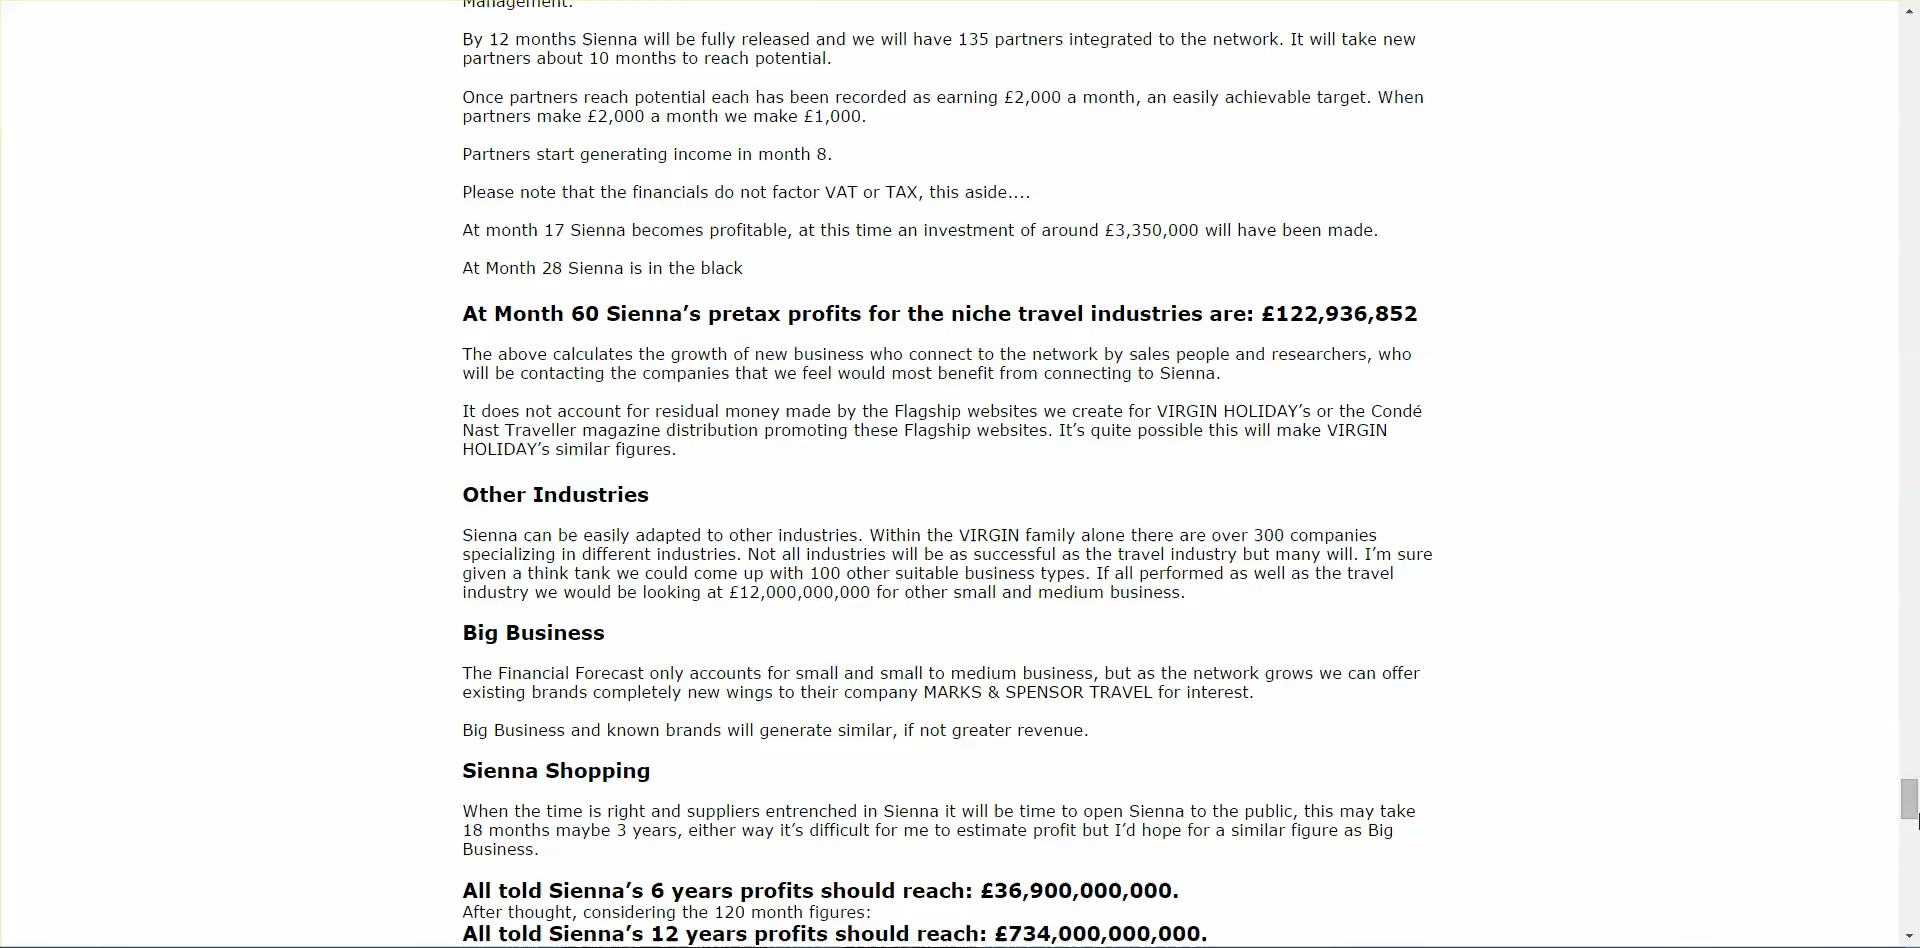 Management.
By 12 months Sienna will be fully released and we will have 135 partners integrated to the network. It will take new
partners about 10 months to reach potential.
Once partners reach potential each has been recorded as earning £2,000 a month, an easily achievable target. When
partners make £2,000 a month we make £1,000.
Partners start generating income in month 8.
Please note that the financials do not factor VAT or TAX, this aside....
At month 17 Sienna becomes profitable, at this time an investment of around £3,350,000 will have been made.
At Month 28 Sienna is in the black
At Month 60 Sienna’s pretax profits for the niche travel industries are: £122,936,852
The above calculates the growth of new business who connect to the network by sales people and researchers, who
will be contacting the companies that we feel would most benefit from connecting to Sienna.
It does not account for residual money made by the Flagship websites we create for VIRGIN HOLIDAY’s or the Condé
Nast Traveller magazine distribution promoting these Flagship websites. It’s quite possible this will make VIRGIN
HOLIDAY’s similar figures.
Other Industries
Sienna can be easily adapted to other industries. Within the VIRGIN family alone there are over 300 companies
specializing in different industries. Not all industries will be as successful as the travel industry but many will. I’m sure
given a think tank we could come up with 100 other suitable business types. If all performed as well as the travel
industry we would be looking at £12,000,000,000 for other small and medium business.
Big Business
The Financial Forecast only accounts for small and small to medium business, but as the network grows we can offer
existing brands completely new wings to their company MARKS & SPENSOR TRAVEL for interest.
Big Business and known brands will generate similar, if not greater revenue.
Sienna Shopping
When the time is right and suppliers entrenched in Sienna it will be time to open Sienna to the public, this may take
18 months maybe 3 years, either way it’s difficult for me to estimate profit but I’d hope for a similar figure as Big
Business.
All told Sienna’s 6 years profits should reach: £36,900,000,000.
After thought, considering the 120 month figures:
All told Sienna’s 12 years profits should reach: £734,000,000,000.